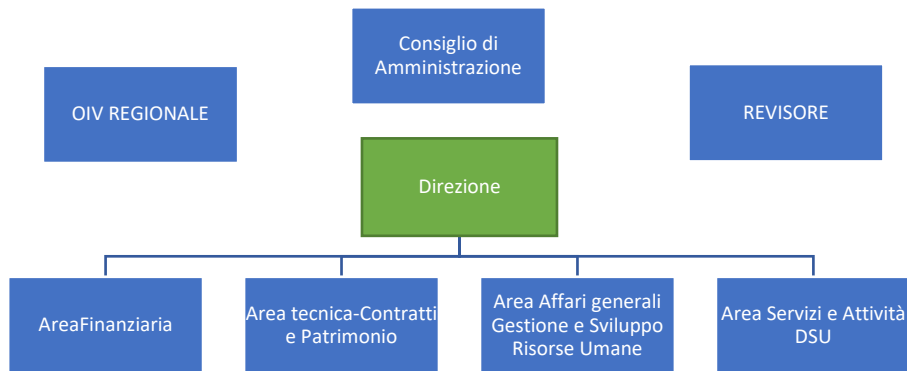 Consiglio di
Amministrazione
OIV REGIONALE
REVISORE
Direzione
AreaFinanziaria
Area tecnica-Contratti
e Patrimonio
Area Affari generali
Gestione e Sviluppo
Risorse Umane
Area Servizi e Attività
DSU